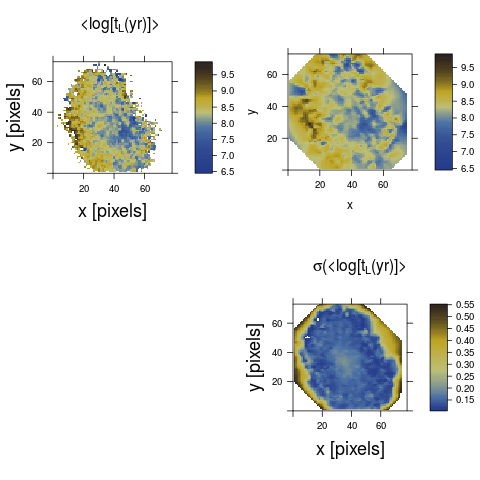 <log[t_L(yr)]>
y [pixels]
60
40
20
20 40 60
x [pixels]
9.5
9.0
8.5
8.0
7.5
7.0
6.5
y
60
40
20
20 40 60
x
9.5
9.0
8.5
8.0
7.5
7.0
6.5
σ(<log[t_L(yr)]>
y [pixels]
60
40
20
20 40 60
x [pixels]
0.55
0.50
0.45
0.40
0.35
0.30
0.25
0.20
0.15